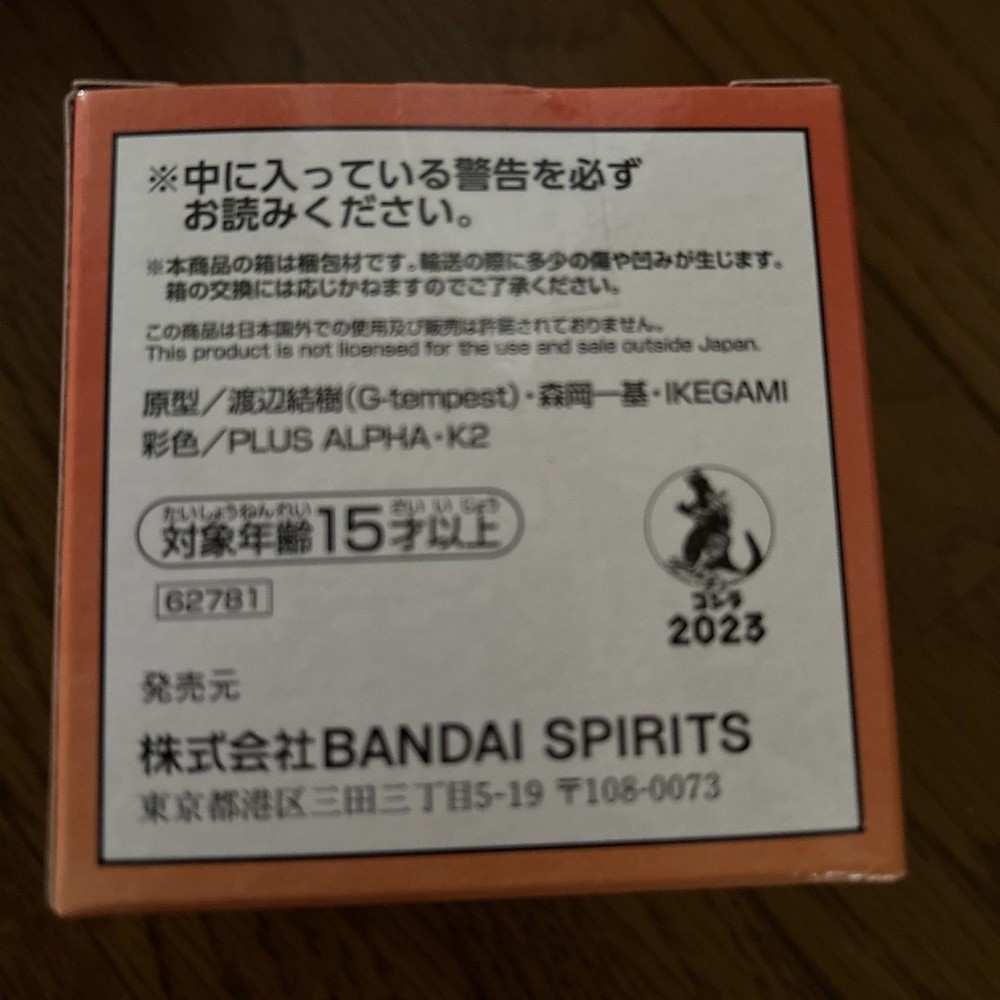 ※中に入っている警告を必ず
お読みください。
※本商品の箱は梱包材です。輸送の際に多少の傷や凹みが生じます。
箱の交換には応じかねますのでご了承ください。
この商品は日本国外での使用及び販売は許諾されておりません。
This product is not licensed for the use and sale outside Japan.
原型／渡辺結樹(G-tempest)・森岡一基・IKEGAMI
彩色／PLUS ALPHA・K2
たいしょうねんれい さい いじょう
対象年齢15才以上
62781
ゴジラ
2023
発売元
株式会社BANDAI SPIRITS
東京都港区三田三丁目5-19 〒108-0073